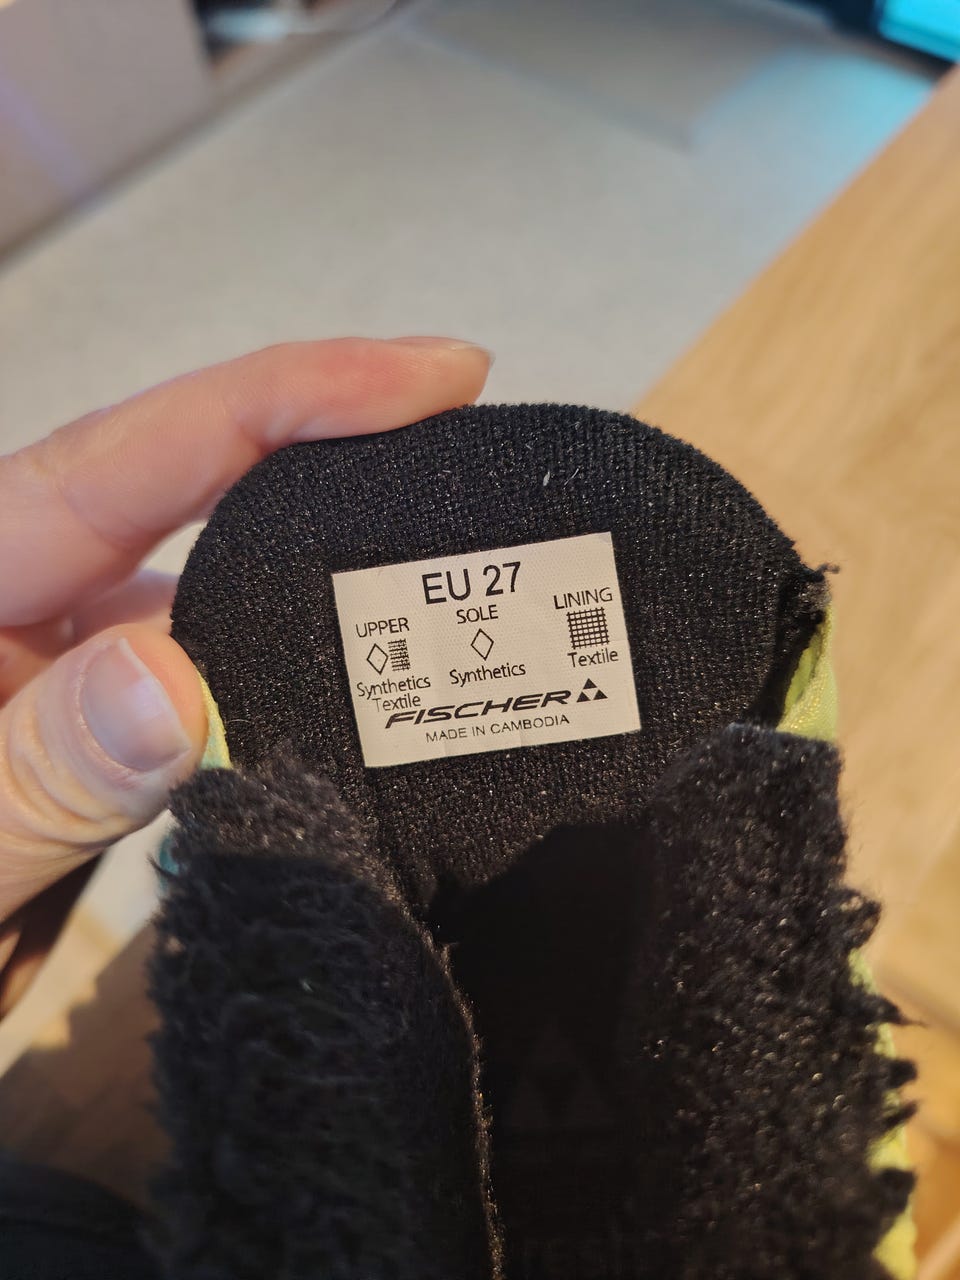 EU 27
UPPER SOLE LINING
Synthetics Synthetics Textile
Textile
FISCHER
MADE IN CAMBODIA